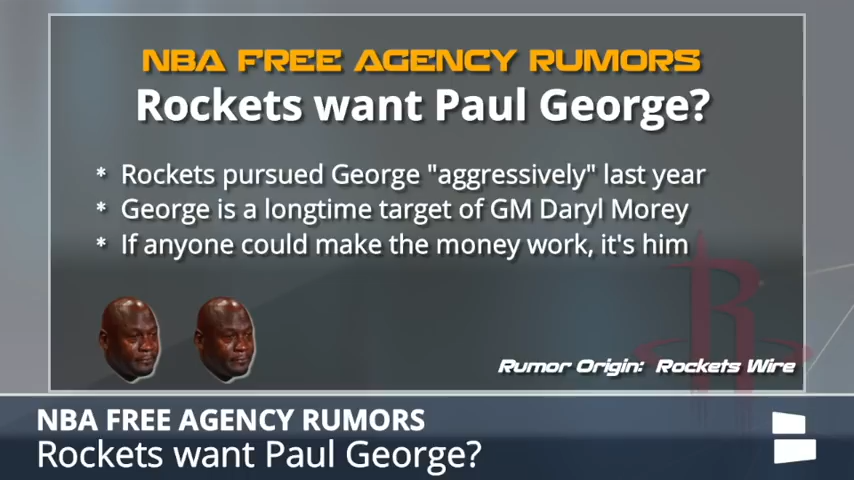 NBA FREE AGENCY RUMORS
Rockets want Paul George?
* Rockets pursued George "aggressively" last year
* George is a longtime target of GM Daryl Morey
* If anyone could make the money work, it's him
R
Rumor Origin: Rockets Wire
NBA FREE AGENCY RUMORS
Rockets want Paul George?